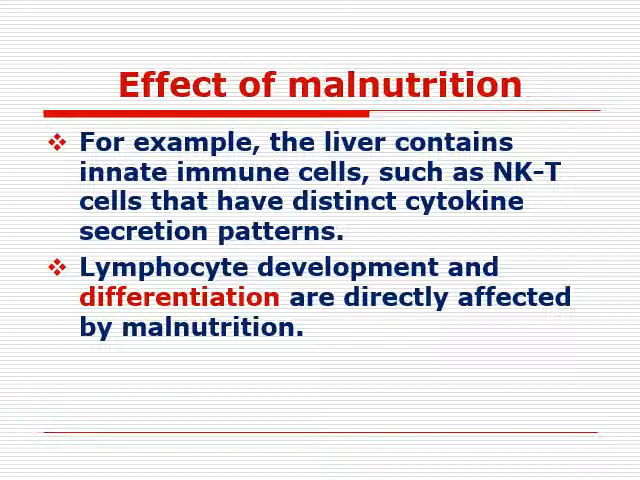 Effect of malnutrition
❖ For example, the liver contains
innate immune cells, such as NK-T
cells that have distinct cytokine
secretion patterns.
❖ Lymphocyte development and
differentiation are directly affected
by malnutrition.